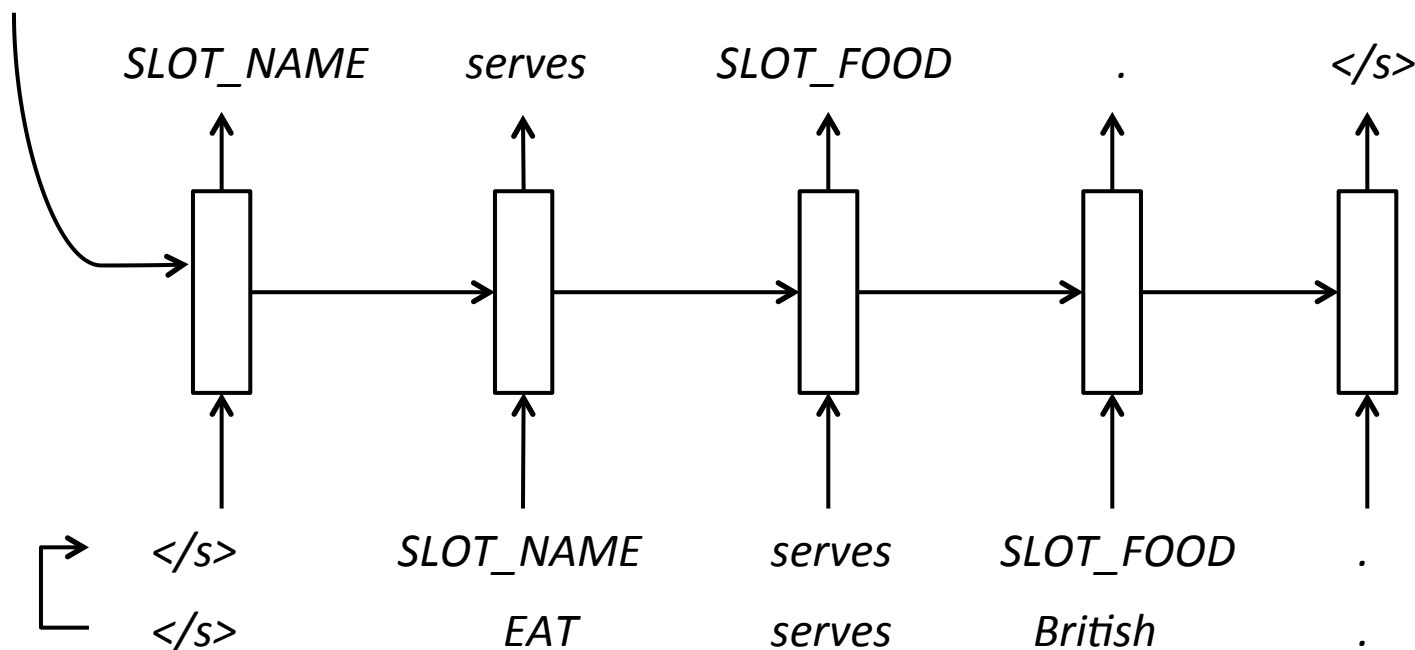 SLOT_NAME serves SLOT_FOOD . </s>
</s> SLOT_NAME serves SLOT_FOOD .
</s> EAT serves British .